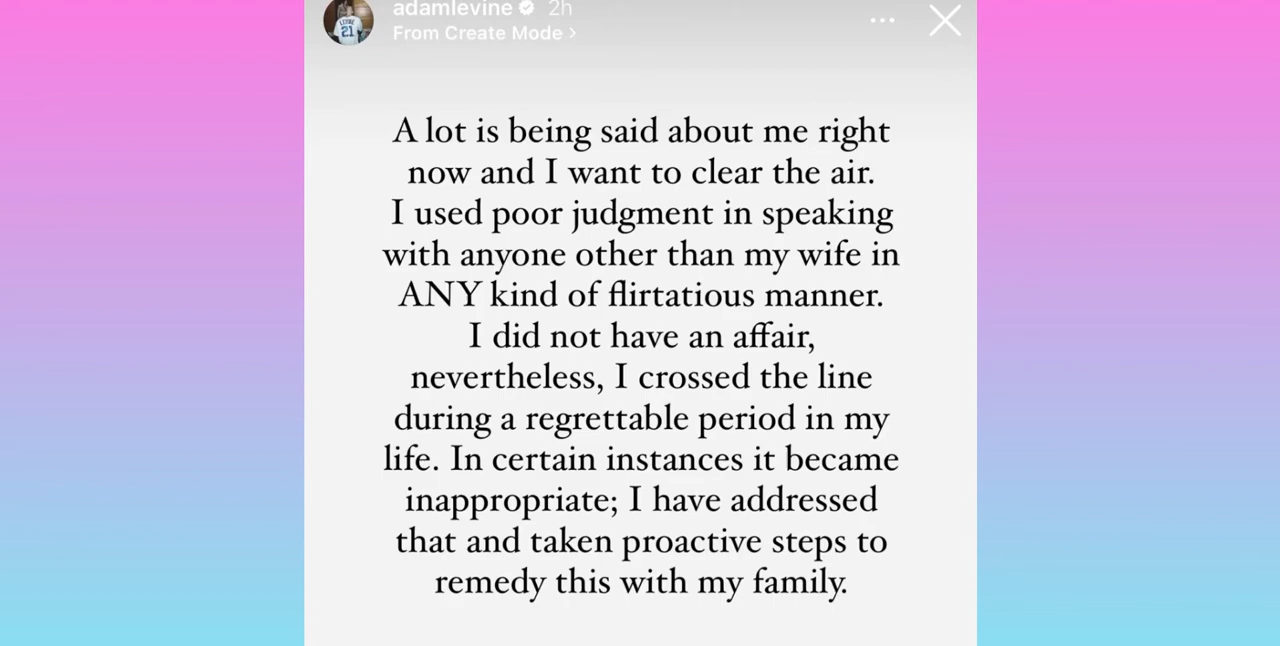 adamlevine 2h
From Create Mode >
A lot is being said about me right
now and I want to clear the air.
I used poor judgment in speaking
with anyone other than my wife in
ANY kind of flirtatious manner.
I did not have an affair,
nevertheless, I crossed the line
during a regrettable period in my
life. In certain instances it became
inappropriate; I have addressed
that and taken proactive steps to
remedy this with my family.
LEVINE
21